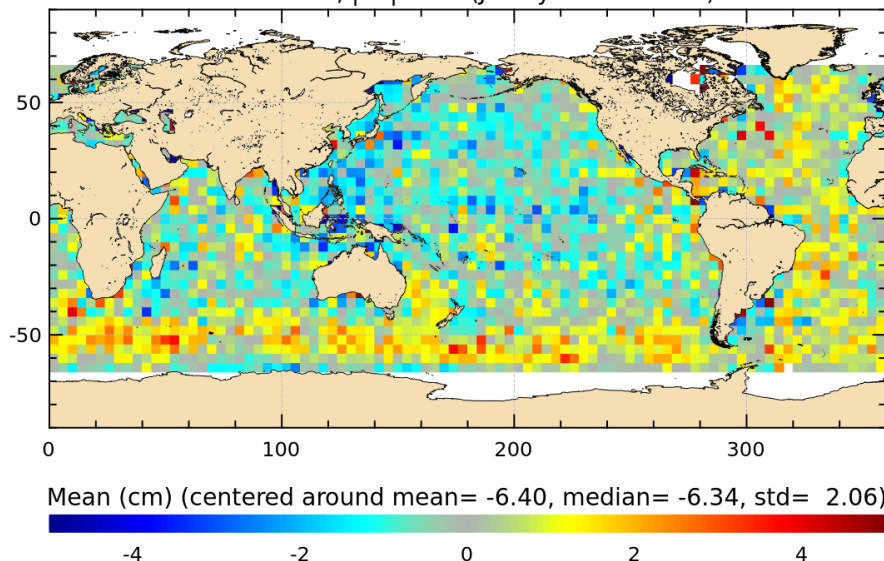 50
0
-50
0 100 200 300
Mean (cm) (centered around mean= -6.40, median= -6.34, std= 2.06)
-4 -2 0 2 4